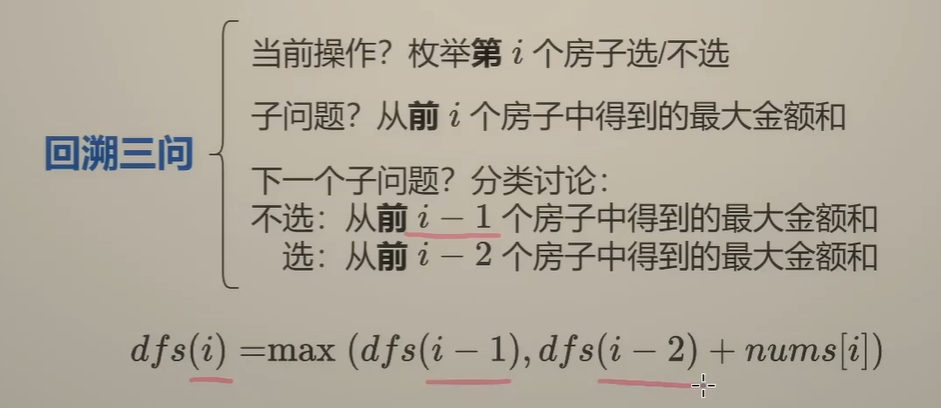 回溯三问
当前操作？枚举第 i 个房子选/不选
子问题？从前 i 个房子中得到的最大金额和
下一个子问题？分类讨论：
不选：从前 i − 1 个房子中得到的最大金额和
选：从前 i − 2 个房子中得到的最大金额和
dfs(i) =max (dfs(i − 1), dfs(i − 2) + nums[i])